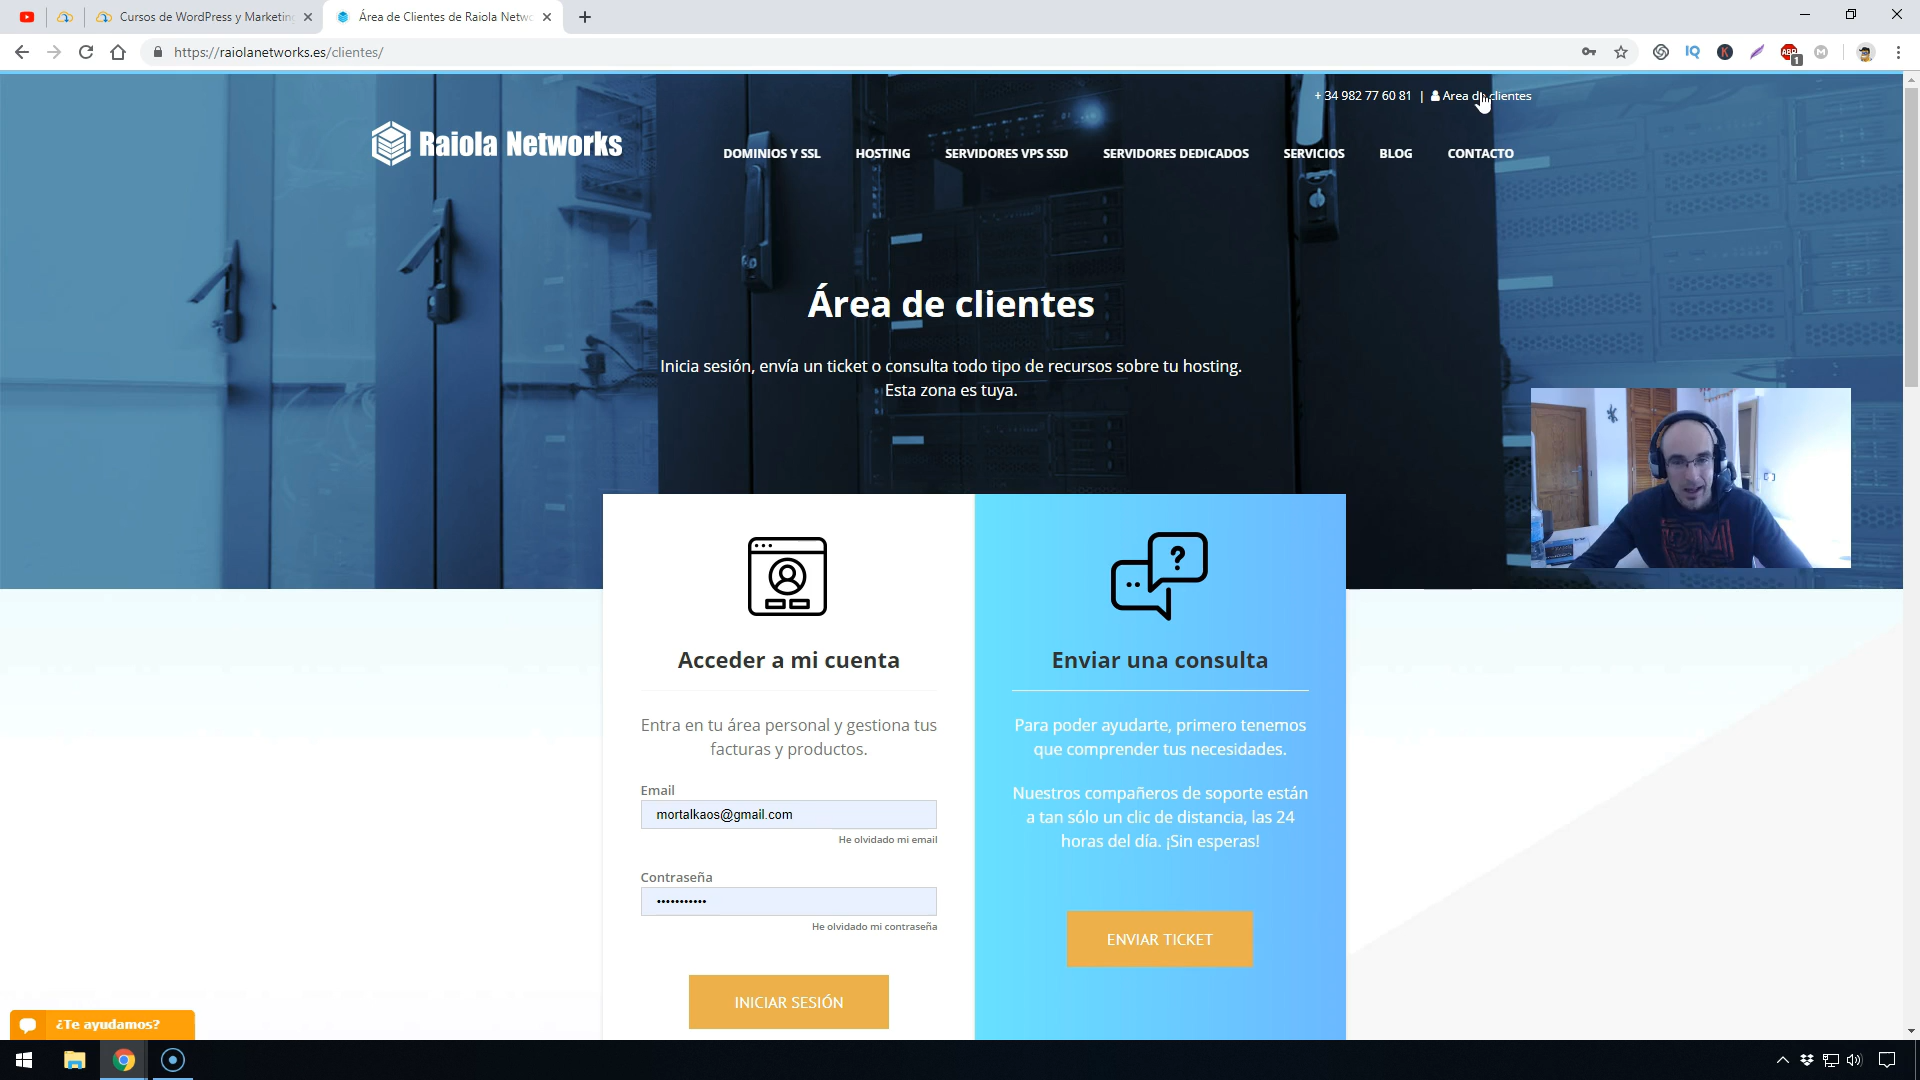 Cursos de WordPress y Marketing
Área de Clientes de Raiola Netwo
https://raiolanetworks.es/clientes/
IQ
K
ABP
1
M
+ 34 982 77 60 81 | Area de clientes
Raiola Networks
DOMINIOS Y SSL
HOSTING
SERVIDORES VPS SSD
SERVIDORES DEDICADOS
SERVICIOS
BLOG
CONTACTO
Área de clientes
Inicia sesión, envía un ticket o consulta todo tipo de recursos sobre tu hosting.
Esta zona es tuya.
Acceder a mi cuenta
Entra en tu área personal y gestiona tus
facturas y productos.
Email
mortalkaos@gmail.com
He olvidado mi email
Contraseña
•••••••••••
He olvidado mi contraseña
INICIAR SESIÓN
?
Enviar una consulta
Para poder ayudarte, primero tenemos
que comprender tus necesidades.
Nuestros compañeros de soporte están
a tan sólo un clic de distancia, las 24
horas del día. ¡Sin esperas!
ENVIAR TICKET
¿Te ayudamos?